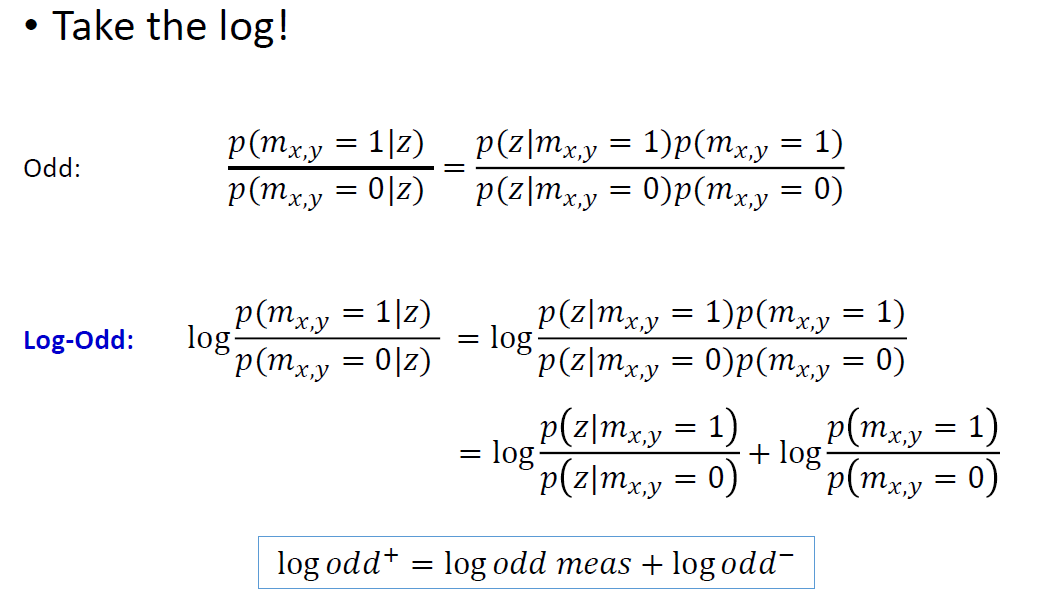 • Take the log!
Odd: p(m_{x,y} = 1|z) / p(m_{x,y} = 0|z) = p(z|m_{x,y} = 1)p(m_{x,y} = 1) / p(z|m_{x,y} = 0)p(m_{x,y} = 0)
Log-Odd: log p(m_{x,y} = 1|z) / p(m_{x,y} = 0|z) = log p(z|m_{x,y} = 1)p(m_{x,y} = 1) / p(z|m_{x,y} = 0)p(m_{x,y} = 0)
= log p(z|m_{x,y} = 1) / p(z|m_{x,y} = 0) + log p(m_{x,y} = 1) / p(m_{x,y} = 0)
log odd⁺ = log odd meas + log odd⁻